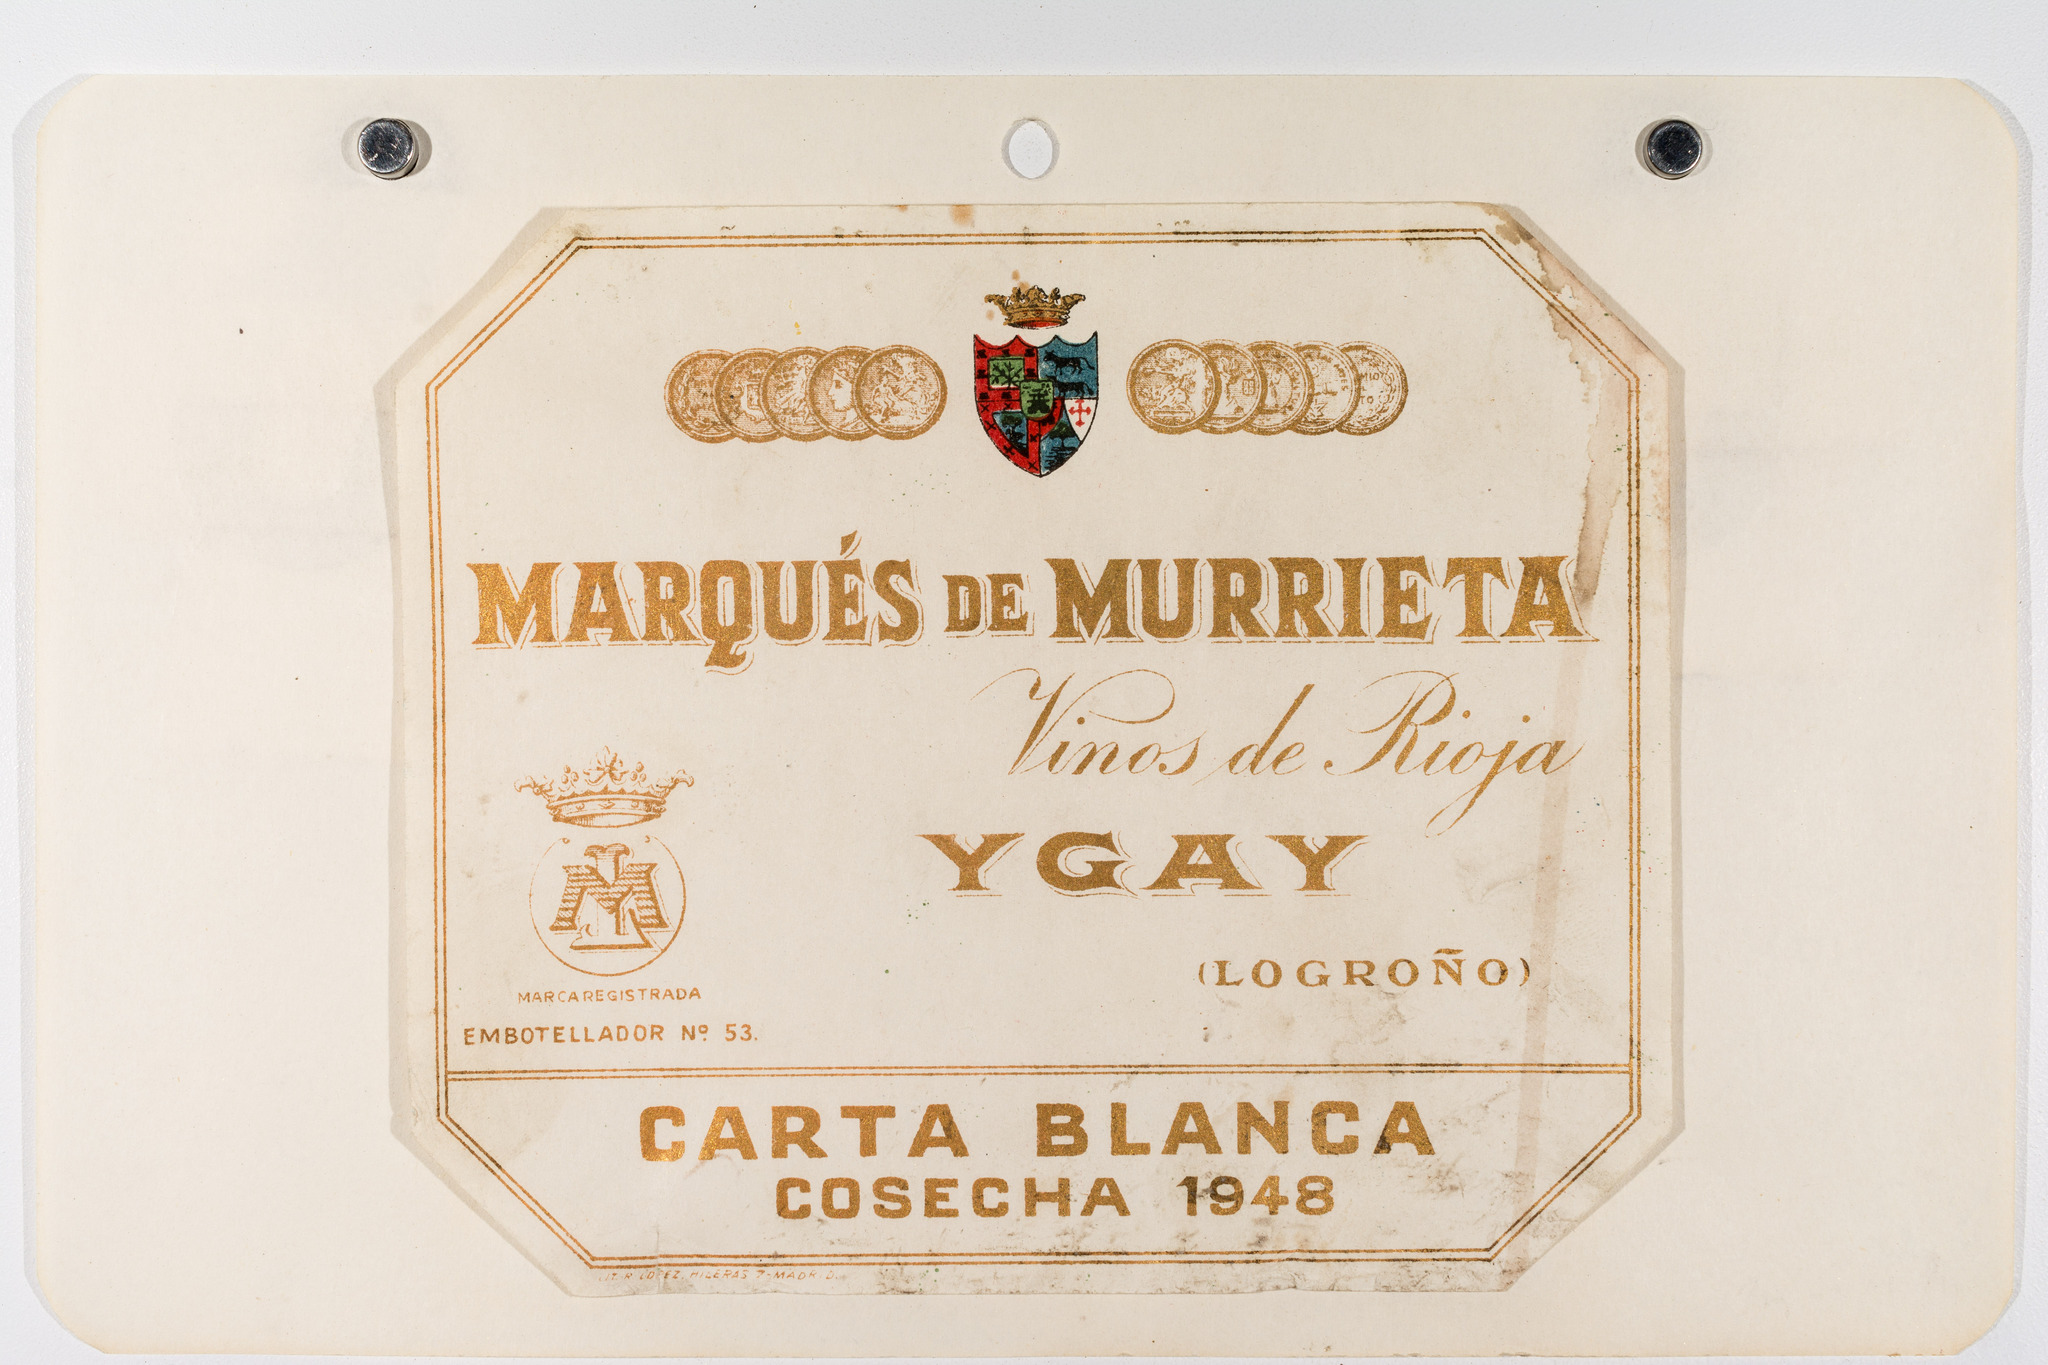 MARQUÉS DE MURRIETA
Vinos de Rioja
YGAY
(LOGROÑO)
MARCA REGISTRADA
EMBOTELLADOR Nº 53.
CARTA BLANCA
COSECHA 1948
LIT. R. LOPEZ. HILERAS 7-MADRID.